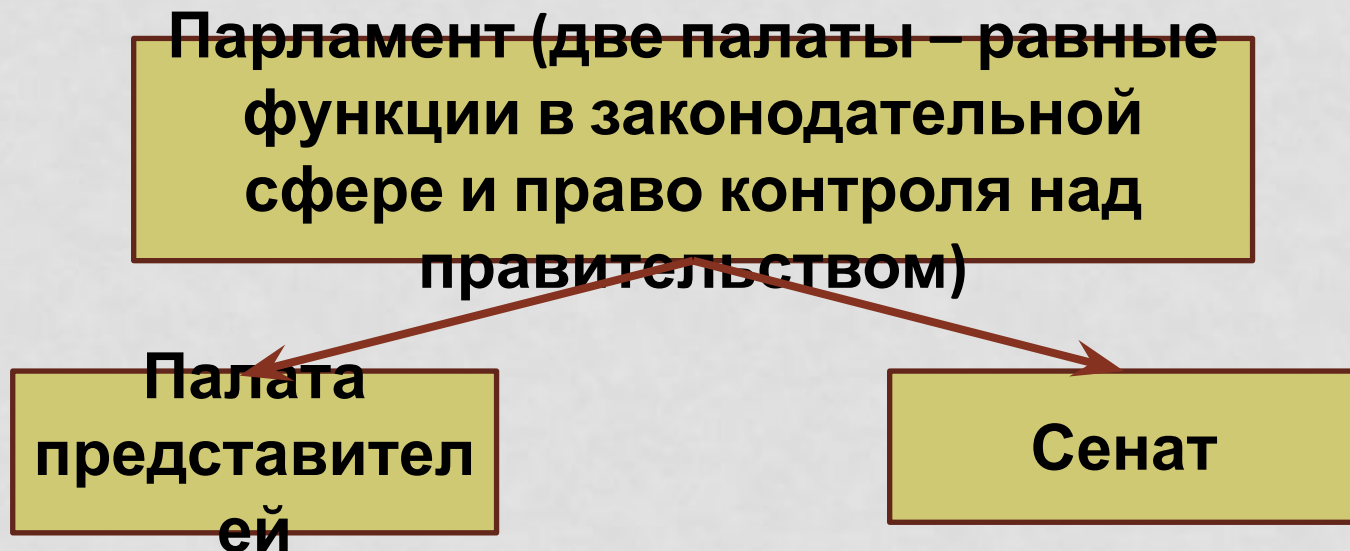 Парламент (две палаты – равные
функции в законодательной
сфере и право контроля над
правительством)
Палата
представител
ей
Сенат